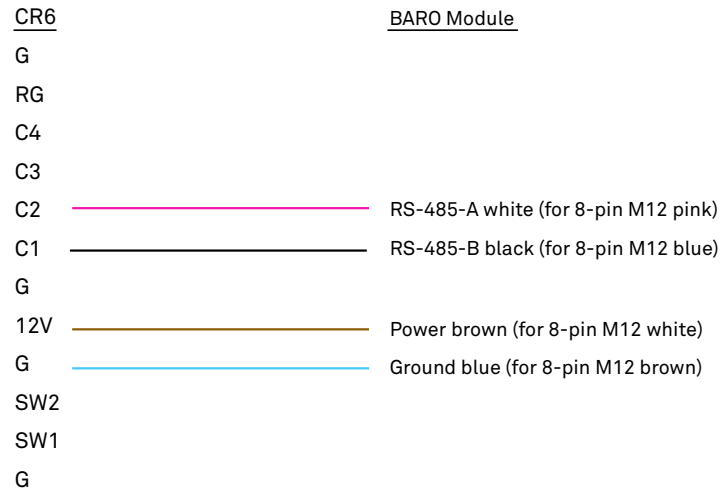 CR6 BARO Module
G
RG
C4
C3
C2 RS-485-A white (for 8-pin M12 pink)
C1 RS-485-B black (for 8-pin M12 blue)
G
12V Power brown (for 8-pin M12 white)
G Ground blue (for 8-pin M12 brown)
SW2
SW1
G